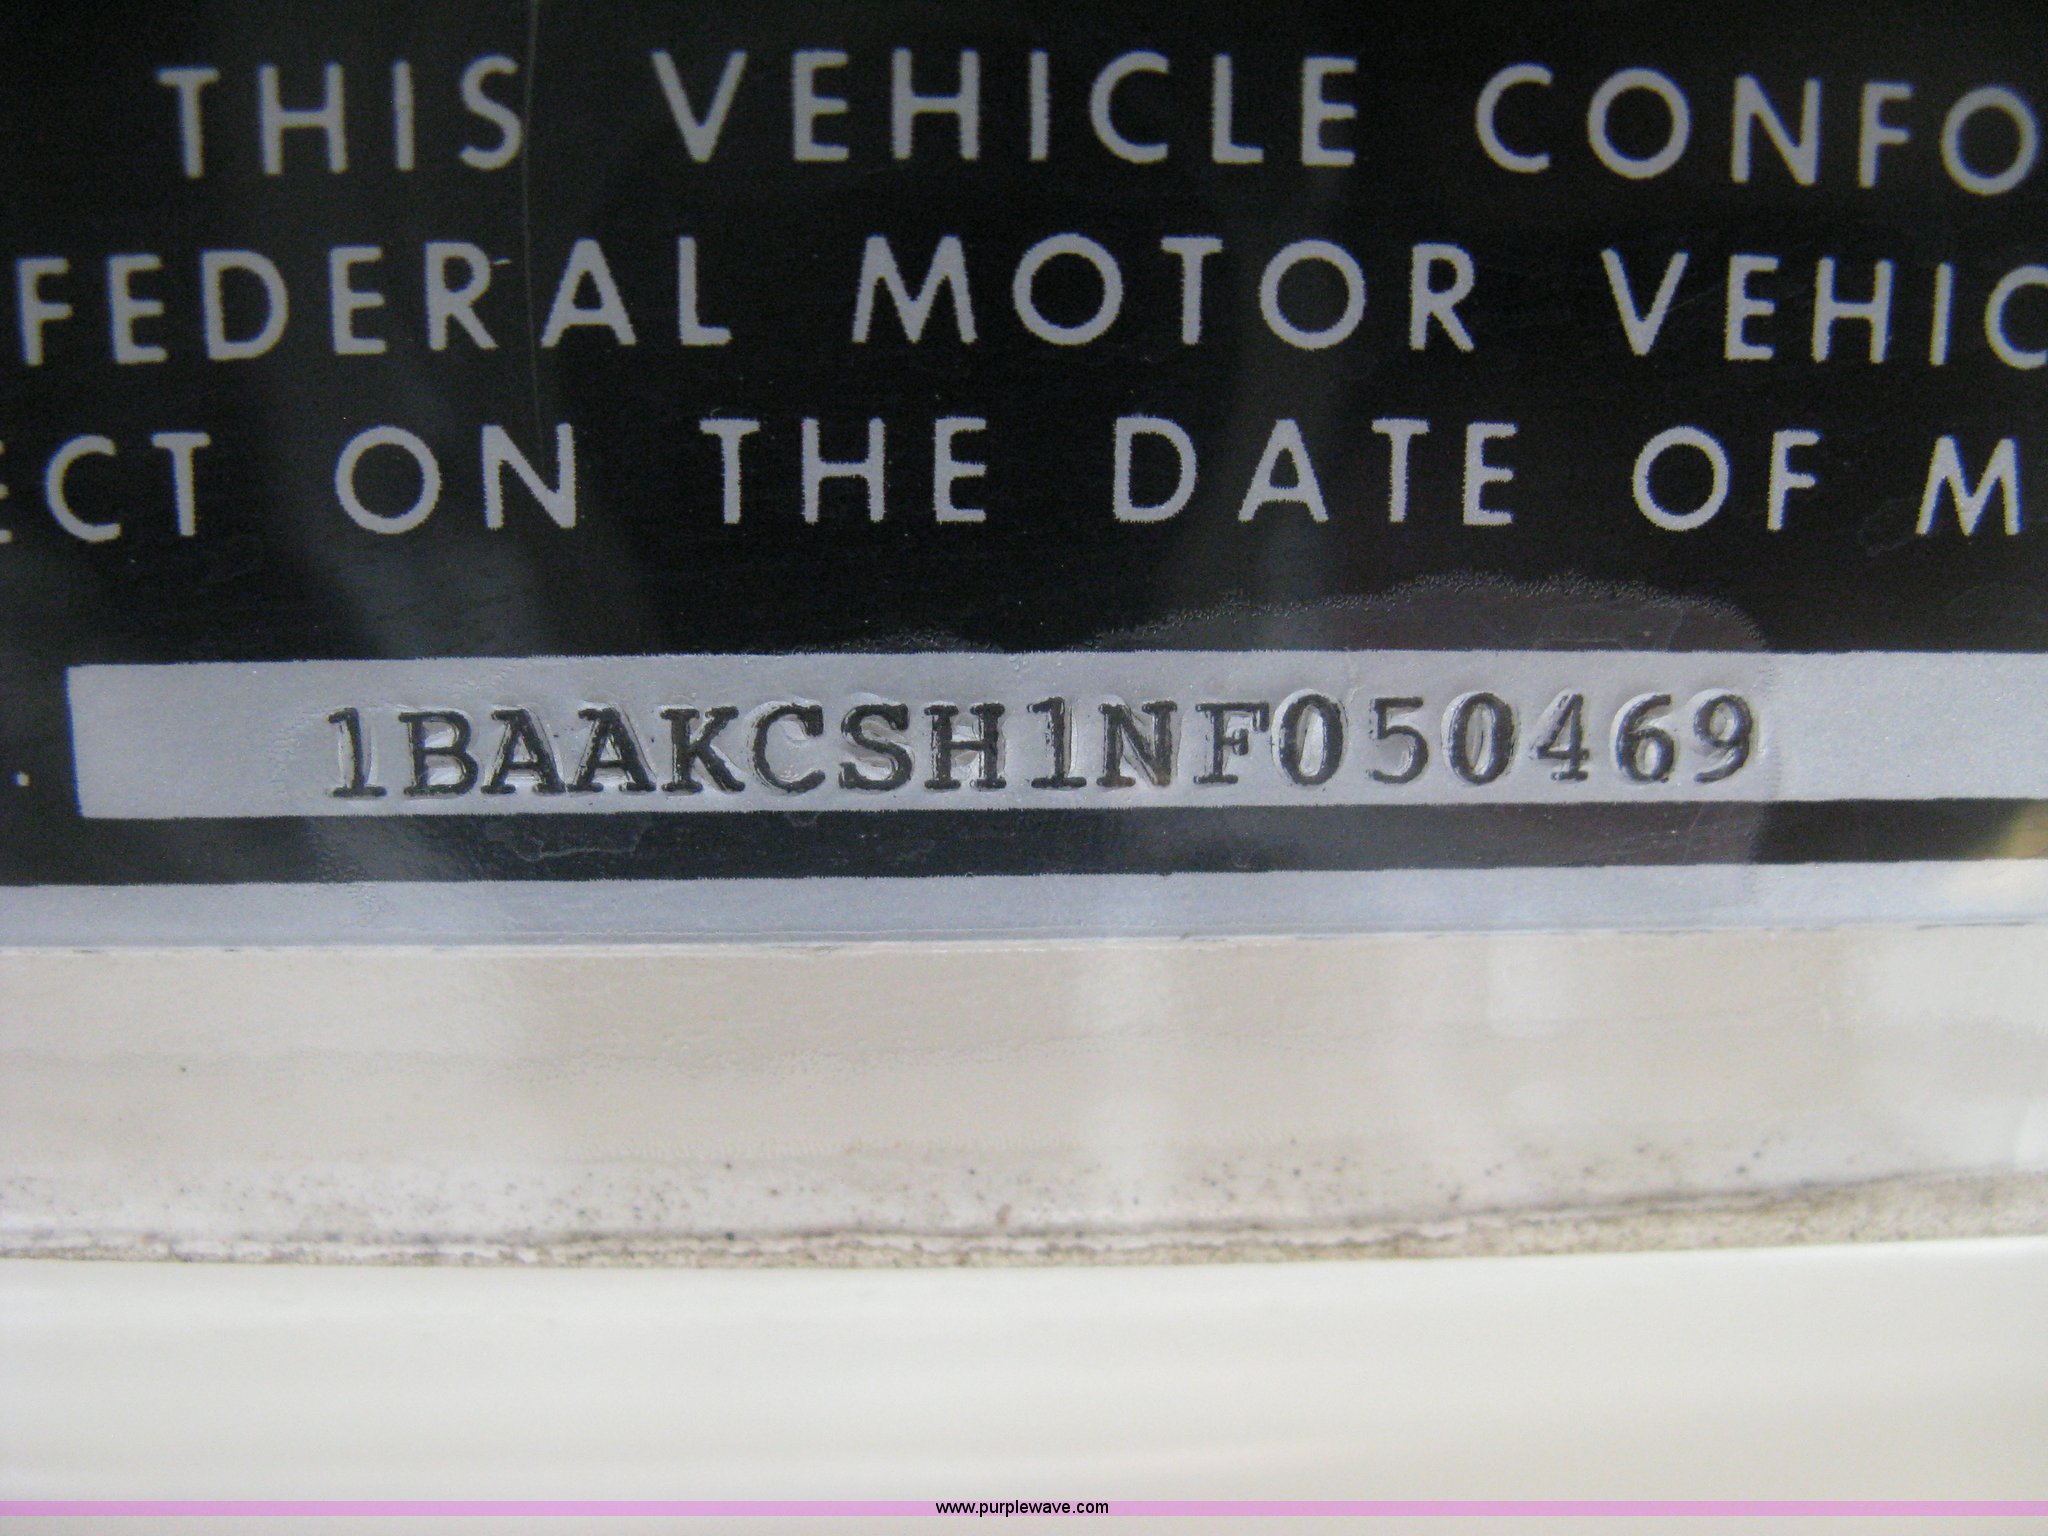 THIS VEHICLE CONFO
FEDERAL MOTOR VEHIC
ECT ON THE DATE OF M
1BAAKCSH1NF050469
www.purplewave.com